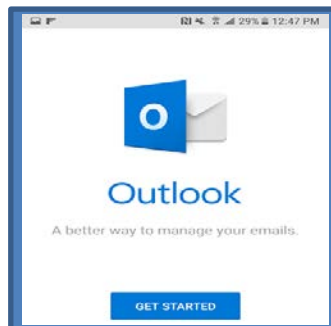 29% 12:47 PM
O
Outlook
A better way to manage your emails.
GET STARTED